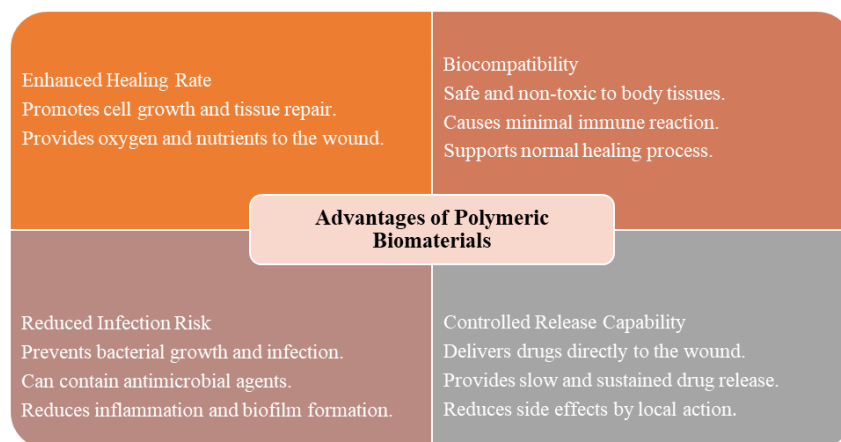 Enhanced Healing Rate
Promotes cell growth and tissue repair.
Provides oxygen and nutrients to the wound.
Biocompatibility
Safe and non-toxic to body tissues.
Causes minimal immune reaction.
Supports normal healing process.
Advantages of Polymeric
Biomaterials
Reduced Infection Risk
Prevents bacterial growth and infection.
Can contain antimicrobial agents.
Reduces inflammation and biofilm formation.
Controlled Release Capability
Delivers drugs directly to the wound.
Provides slow and sustained drug release.
Reduces side effects by local action.